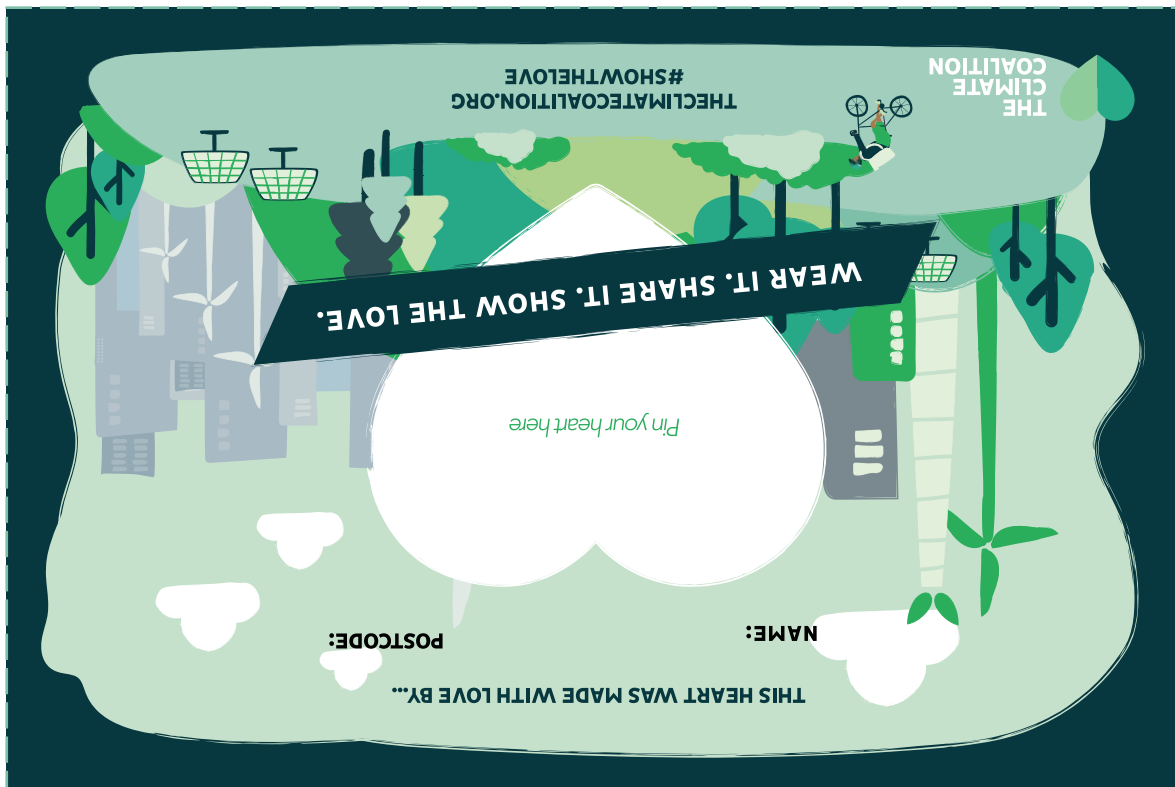 THIS HEART WAS MADE WITH LOVE BY...
NAME:
POSTCODE:
Pin your heart here
WEAR IT. SHARE IT. SHOW THE LOVE.
THE
CLIMATE
COALITION
THECLIMATECOALITION.ORG
#SHOWTHELOVE